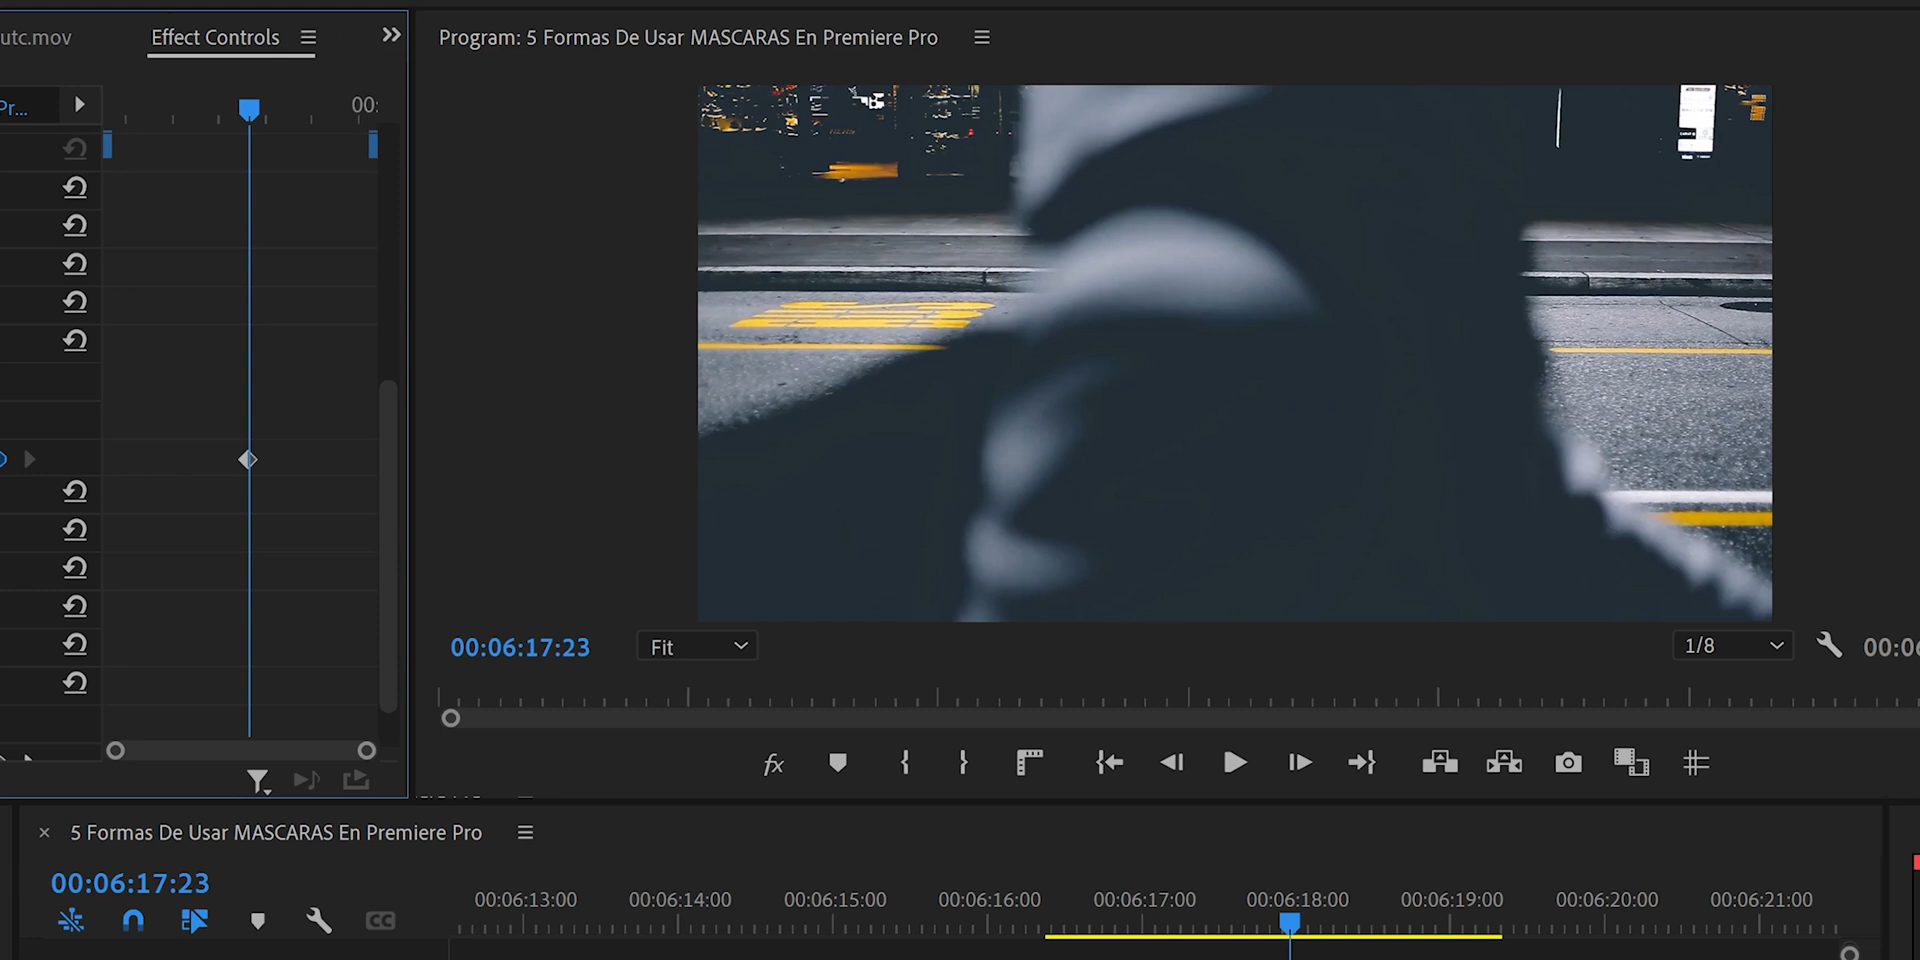 utc.mov
Effect Controls
Program: 5 Formas De Usar MASCARAS En Premiere Pro
Pr...
00:
00:06:17:23
Fit
1/8
00:0
fx
5 Formas De Usar MASCARAS En Premiere Pro
00:06:17:23
00:06:13:00
00:06:14:00
00:06:15:00
00:06:16:00
00:06:17:00
00:06:18:00
00:06:19:00
00:06:20:00
00:06:21:00
CC